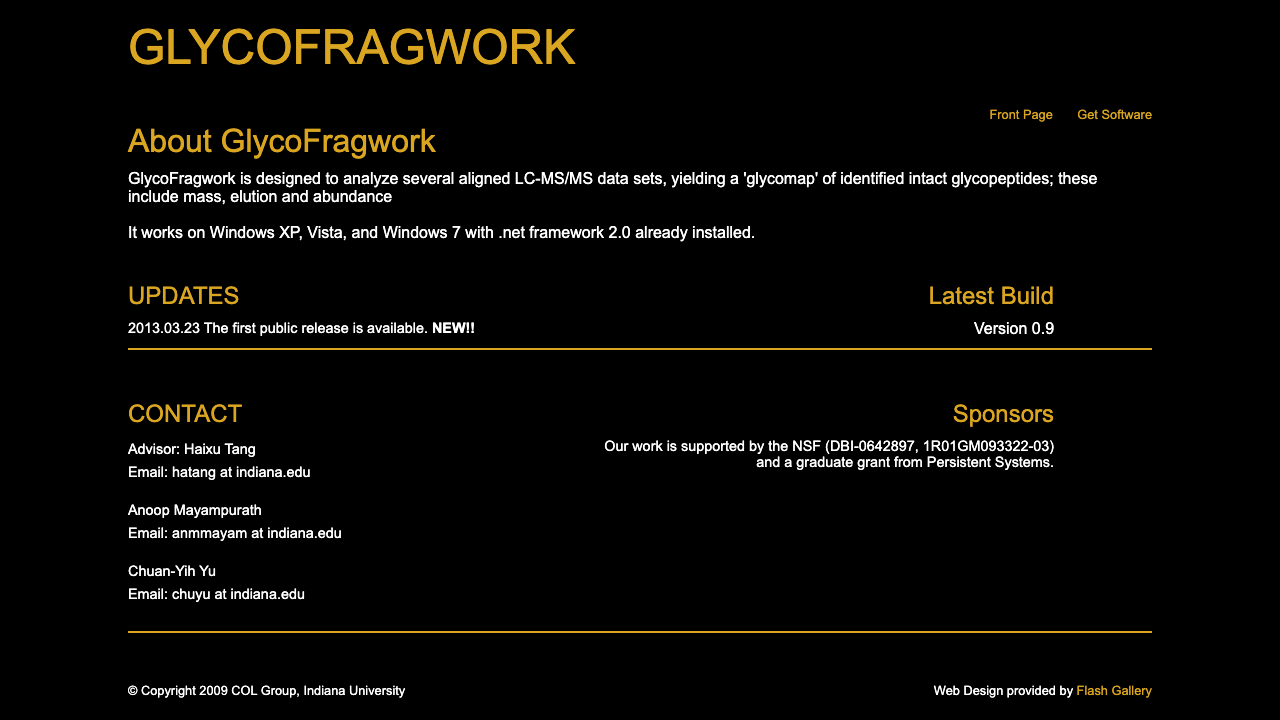 GLYCOFRAGWORK
Front Page Get Software
About GlycoFragwork
GlycoFragwork is designed to analyze several aligned LC-MS/MS data sets, yielding a 'glycomap' of identified intact glycopeptides; these
include mass, elution and abundance
It works on Windows XP, Vista, and Windows 7 with .net framework 2.0 already installed.
UPDATES
2013.03.23 The first public release is available. NEW!!
Latest Build
Version 0.9
CONTACT
Advisor: Haixu Tang
Email: hatang at indiana.edu
Anoop Mayampurath
Email: anmmayam at indiana.edu
Chuan-Yih Yu
Email: chuyu at indiana.edu
Sponsors
Our work is supported by the NSF (DBI-0642897, 1R01GM093322-03)
and a graduate grant from Persistent Systems.
© Copyright 2009 COL Group, Indiana University
Web Design provided by Flash Gallery